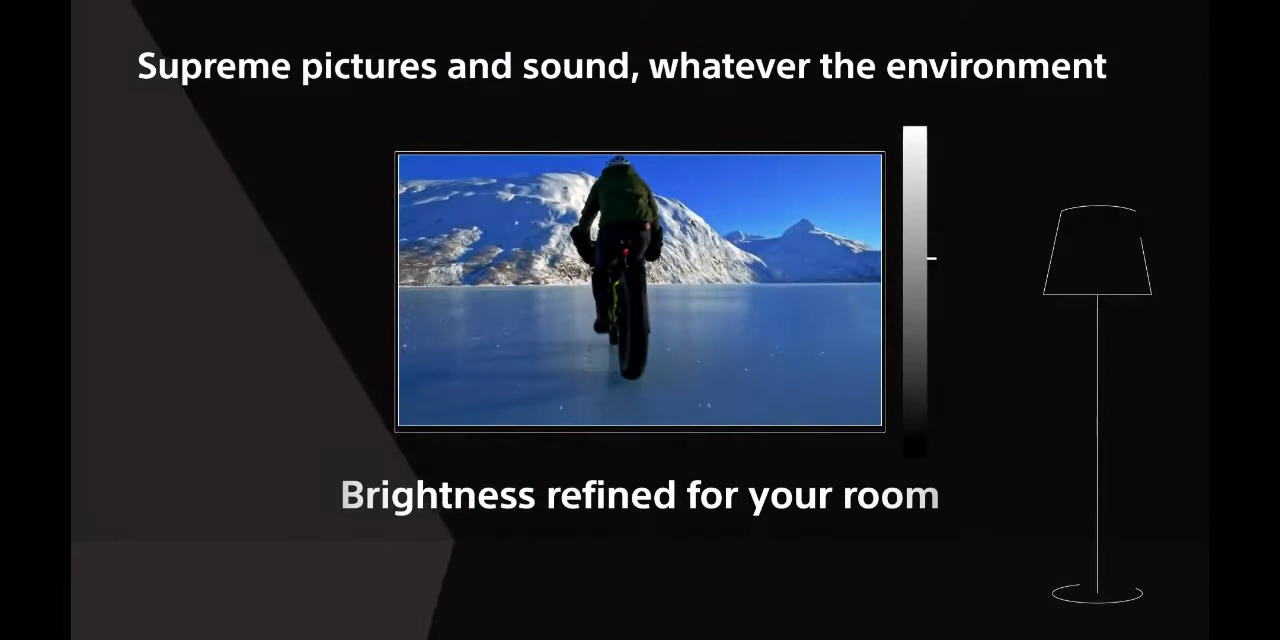 Supreme pictures and sound, whatever the environment
Brightness refined for your room